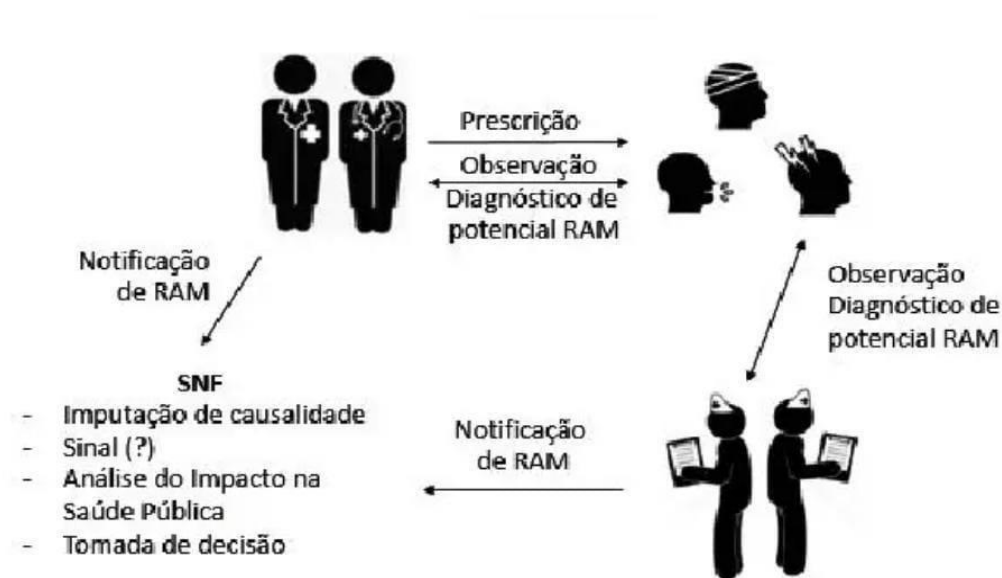 Prescrição
Observação
Diagnóstico de
potencial RAM
Notificação
de RAM
Observação
Diagnóstico de
potencial RAM
SNF
- Imputação de causalidade
- Sinal (?)
- Análise do Impacto na
Saúde Pública
- Tomada de decisão
Notificação
de RAM